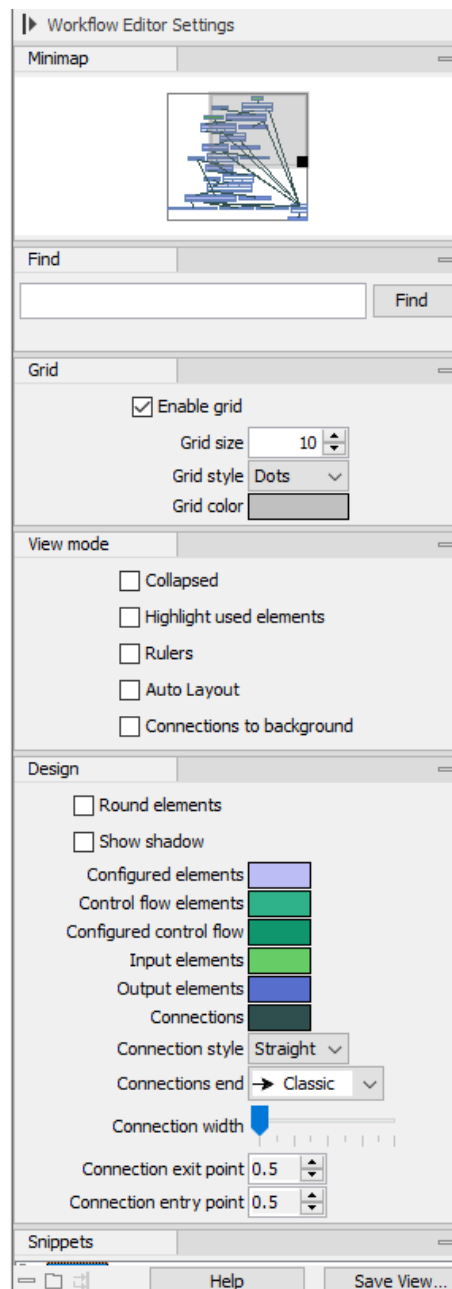 Workflow Editor Settings
Minimap
Find
Find
Grid
Enable grid
Grid size 10
Grid style Dots
Grid color
View mode
Collapsed
Highlight used elements
Rulers
Auto Layout
Connections to background
Design
Round elements
Show shadow
Configured elements
Control flow elements
Configured control flow
Input elements
Output elements
Connections
Connection style Straight
Connections end Classic
Connection width
Connection exit point 0.5
Connection entry point 0.5
Snippets
Help Save View...